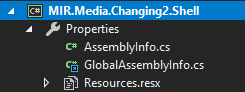 C# MIR.Media.Changing2.Shell
Properties
C# AssemblyInfo.cs
C# GlobalAssemblyInfo.cs
Resources.resx